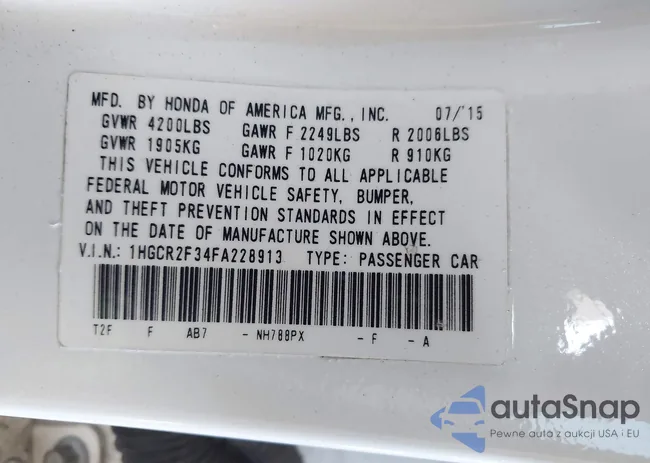 MFD. BY HONDA OF AMERICA MFG., INC. 07/'15
GVWR 4200LBS GAWR F 2249LBS R 2006LBS
GVWR 1905KG GAWR F 1020KG R 910KG
THIS VEHICLE CONFORMS TO ALL APPLICABLE
FEDERAL MOTOR VEHICLE SAFETY, BUMPER,
AND THEFT PREVENTION STANDARDS IN EFFECT
ON THE DATE OF MANUFACTURE SHOWN ABOVE.
V.I.N.: 1HGCR2F34FA228913 TYPE: PASSENGER CAR
T2F F AB7 - NH788PX - F - A
autaSnap
Pewne auta z aukcji USA i EU